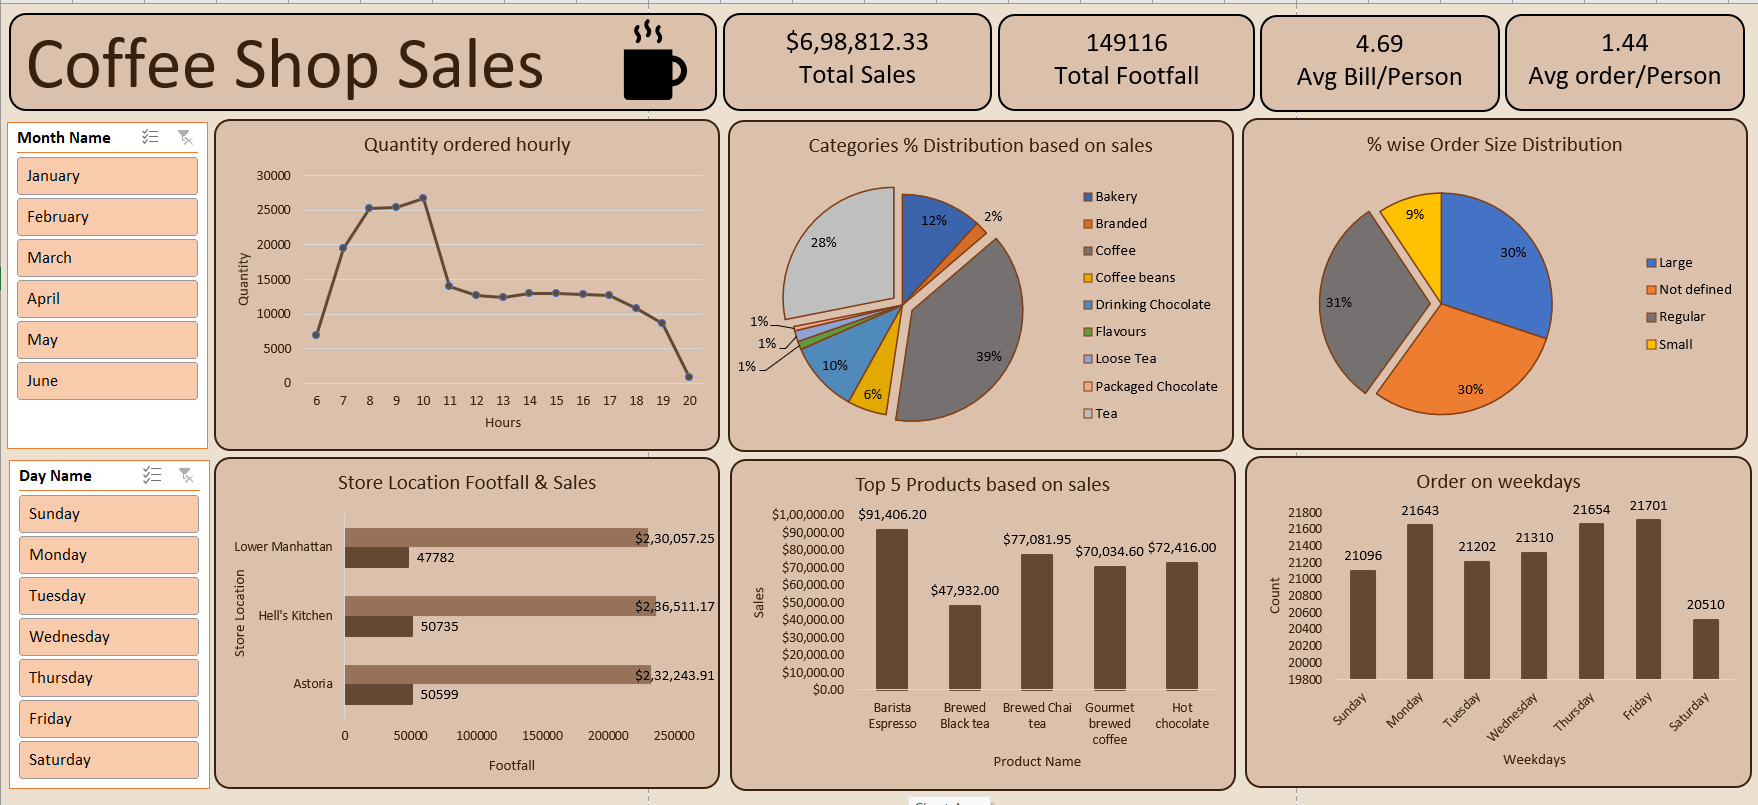 Coffee Shop Sales
$6,98,812.33
Total Sales
149116
Total Footfall
4.69
Avg Bill/Person
1.44
Avg order/Person
Month Name
January
February
March
April
May
June
Quantity ordered hourly
30000
25000
20000
15000
10000
5000
0
Quantity
6 7 8 9 10 11 12 13 14 15 16 17 18 19 20
Hours
Categories % Distribution based on sales
12%
2%
28%
39%
1%
1%
1%
10%
6%
Bakery
Branded
Coffee
Coffee beans
Drinking Chocolate
Flavours
Loose Tea
Packaged Chocolate
Tea
% wise Order Size Distribution
9%
30%
31%
30%
Large
Not defined
Regular
Small
Day Name
Sunday
Monday
Tuesday
Wednesday
Thursday
Friday
Saturday
Store Location Footfall & Sales
Store Location
Lower Manhattan
$2,30,057.25
47782
Hell's Kitchen
$2,36,511.17
50735
Astoria
$2,32,243.91
50599
0 50000 100000 150000 200000 250000
Footfall
Top 5 Products based on sales
$1,00,000.00
$90,000.00
$80,000.00
$70,000.00
$60,000.00
$50,000.00
$40,000.00
$30,000.00
$20,000.00
$10,000.00
$0.00
Sales
$91,406.20
$47,932.00
$77,081.95
$70,034.60
$72,416.00
Barista
Espresso
Brewed
Black tea
Brewed Chai
tea
Gourmet
brewed
coffee
Hot
chocolate
Product Name
Order on weekdays
21800
21600
21400
21200
21000
20800
20600
20400
20200
20000
19800
Count
21096
21643
21202
21310
21654
21701
20510
Sunday
Monday
Tuesday
Wednesday
Thursday
Friday
Saturday
Weekdays